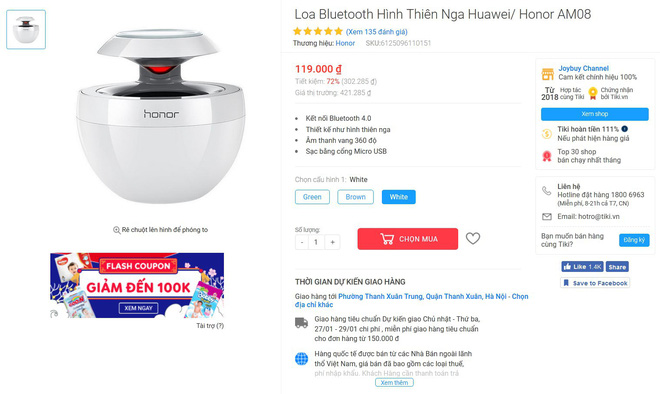 Loa Bluetooth Hình Thiên Nga Huawei/ Honor AM08
(Xem 135 đánh giá)
Thương hiệu: Honor SKU:6125096110151
119.000 ₫
Tiết kiệm: 72% (302.285 ₫)
Giá thị trường: 421.285 ₫
Kết nối Bluetooth 4.0
Thiết kế như hình thiên nga
Âm thanh vang 360 độ
Sạc bằng cổng Micro USB
Chọn cấu hình 1: White
Green
Brown
White
Số lượng:
- 1 +
CHỌN MUA
honor
Rê chuột lên hình để phóng to
FLASH COUPON
GIẢM ĐẾN 100K
XEM NGAY
Tài trợ (?)
THỜI GIAN DỰ KIẾN GIAO HÀNG
Giao hàng tới Phường Thanh Xuân Trung, Quận Thanh Xuân, Hà Nội - Chọn
địa chỉ khác
Giao hàng tiêu chuẩn Dự kiến giao Chủ nhật - Thứ ba,
27/01 - 29/01 chi phí , miễn phí giao hàng tiêu chuẩn
cho đơn hàng từ 150.000 đ
Hàng quốc tế được bán từ các Nhà Bán ngoài lãnh
thổ Việt Nam, giá bán đã bao gồm các loại thuế,
phí nhập khẩu. Khách Hàng cần thanh toán trả
Xem thêm
Joybuy Channel
Cam kết chính hiệu 100%
Từ 2018
Hợp tác
cùng Tiki
Chứng nhận
bởi Tiki.vn
Xem shop
Tiki hoàn tiền 111%
Nếu phát hiện hàng giả
Top 30 shop
bán chạy nhất tháng
Liên hệ
Hotline đặt hàng 1800 6963
(Miễn phí, 8-21h cả T7, CN)
Email: hotro@tiki.vn
Bạn muốn bán hàng
cùng Tiki?
Đăng ký
Like 1.4K
Share
Save to Facebook